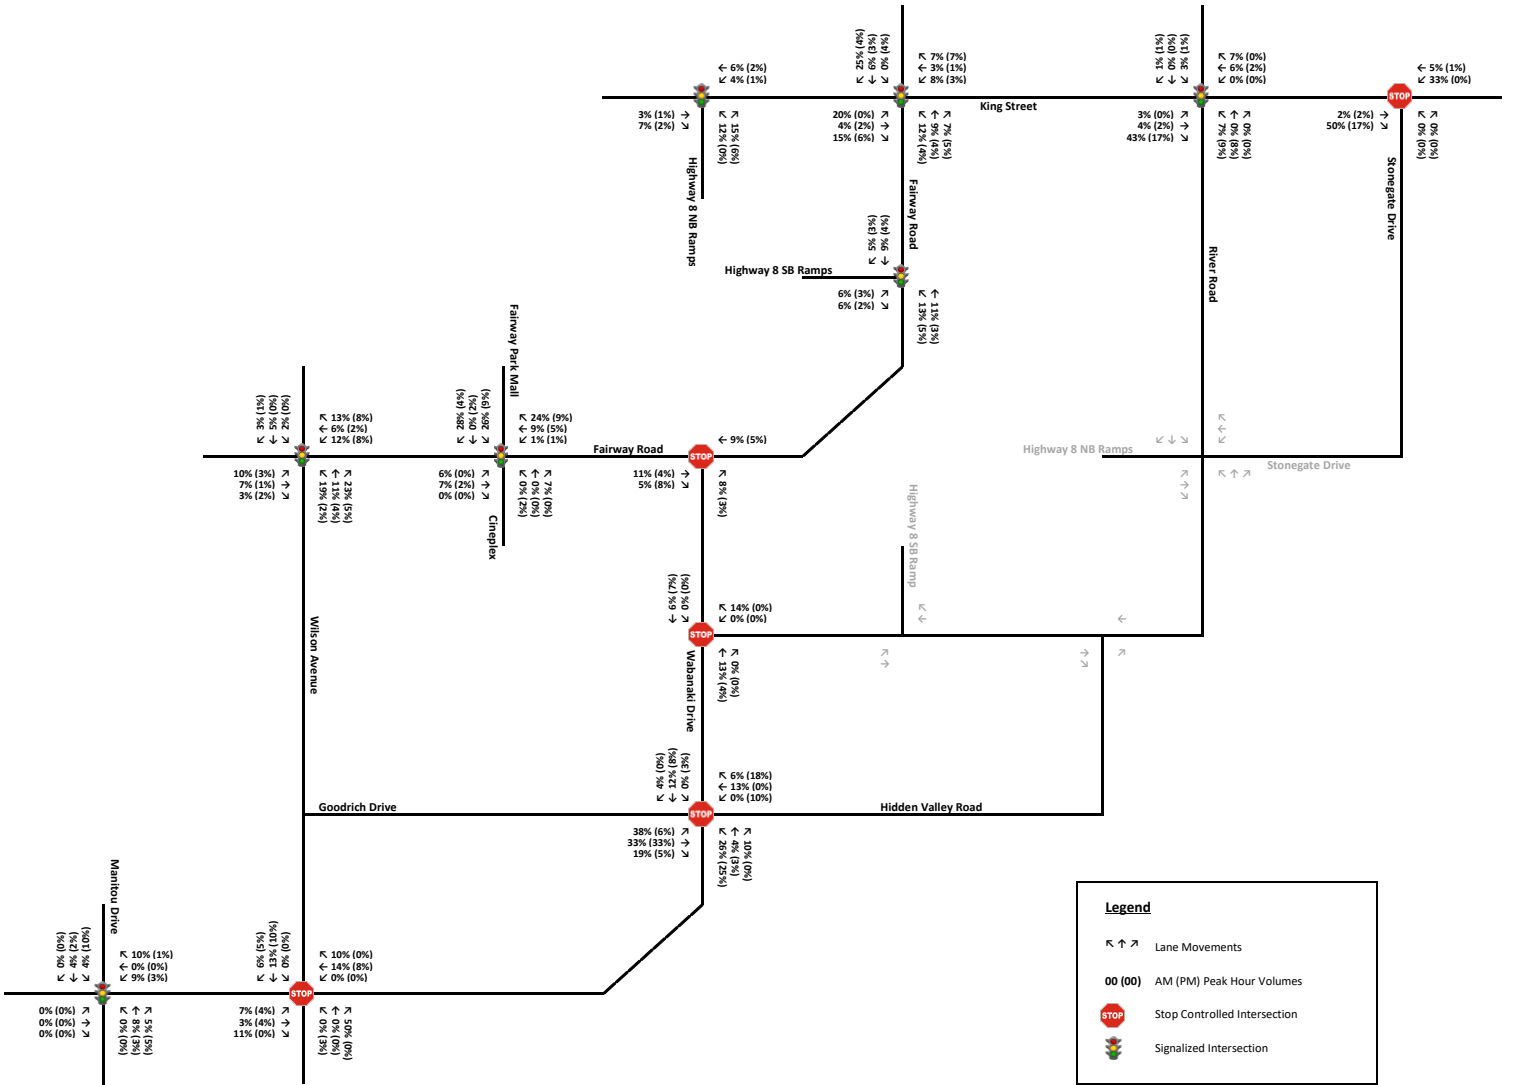 25% (4%)
6% (3%)
0% (4%)
↙ ↓ ↘
↖ 7% (7%)
← 3% (1%)
↙ 8% (3%)
1% (1%)
0% (0%)
3% (1%)
↙ ↓ ↘
↖ 7% (0%)
← 6% (2%)
↙ 0% (0%)
← 6% (2%)
↙ 4% (1%)
← 5% (1%)
↙ 33% (0%)
King Street
STOP
3% (1%) →
7% (2%) ↘
↖ ↗
12% (0%)
15% (6%)
20% (0%) ↗
4% (2%) →
15% (6%) ↘
↖ ↑ ↗
12% (4%)
9% (4%)
7% (5%)
3% (0%) ↗
4% (2%) →
43% (17%) ↘
↖ ↑ ↗
7% (9%)
0% (8%)
0% (0%)
2% (2%) →
50% (17%) ↘
↖ ↗
0% (0%)
0% (0%)
Highway 8 NB Ramps
Fairway Road
River Road
Stonegate Drive
5% (3%)
9% (4%)
↙ ↓
Highway 8 SB Ramps
6% (3%) ↗
6% (2%) ↘
↖ ↑
13% (5%)
11% (3%)
Fairway Park Mall
3% (1%)
5% (0%)
2% (0%)
↙ ↓ ↘
↖ 13% (8%)
← 6% (2%)
↙ 12% (8%)
28% (4%)
0% (2%)
26% (9%)
↙ ↓ ↘
↖ 24% (9%)
← 9% (5%)
↙ 1% (1%)
Fairway Road
STOP
← 9% (5%)
↖
←
↙ ↓ ↘ ↙
Highway 8 NB Ramps
Stonegate Drive
10% (3%) ↗
7% (1%) →
3% (2%) ↘
↖ ↑ ↗
19% (2%)
11% (4%)
23% (5%)
6% (0%) ↗
7% (2%) →
0% (0%) ↘
↖ ↑ ↗
0% (2%)
0% (0%)
7% (0%)
11% (4%) →
5% (8%) ↘
↗
8% (3%)
↗ ↖ ↑ ↗
→
↘
Cineplex
Highway 8 SB Ramp
6% (7%)
0% (0%)
↓ ↘
↖ 14% (0%)
↙ 0% (0%)
↖
← ←
STOP
Wilson Avenue
Wabanaki Drive
↑ ↗
13% (4%)
0% (0%)
↗ → ↗
→ ↘
4% (0%)
12% (8%)
0% (3%)
↙ ↓ ↘
↖ 6% (18%)
← 13% (0%)
↙ 0% (10%)
Goodrich Drive
STOP
Hidden Valley Road
38% (6%) ↗
33% (33%) →
19% (5%) ↘
↖ ↑ ↗
26% (25%)
4% (3%)
10% (0%)
Manitou Drive
0% (0%)
4% (2%)
4% (10%)
↙ ↓ ↘
↖ 10% (1%)
← 0% (0%)
↙ 9% (3%)
6% (5%)
13% (10%)
0% (0%)
↙ ↓ ↘
↖ 10% (0%)
← 14% (8%)
↙ 0% (0%)
STOP
0% (0%) ↗
0% (0%) →
0% (0%) ↘
↖ ↑ ↗
0% (0%)
8% (3%)
5% (5%)
7% (4%) ↗
3% (4%) →
11% (0%) ↘
↖ ↑ ↗
0% (3%)
0% (0%)
50% (0%)
Legend
↖ ↑ ↗ Lane Movements
00 (00) AM (PM) Peak Hour Volumes
STOP Stop Controlled Intersection
Signalized Intersection